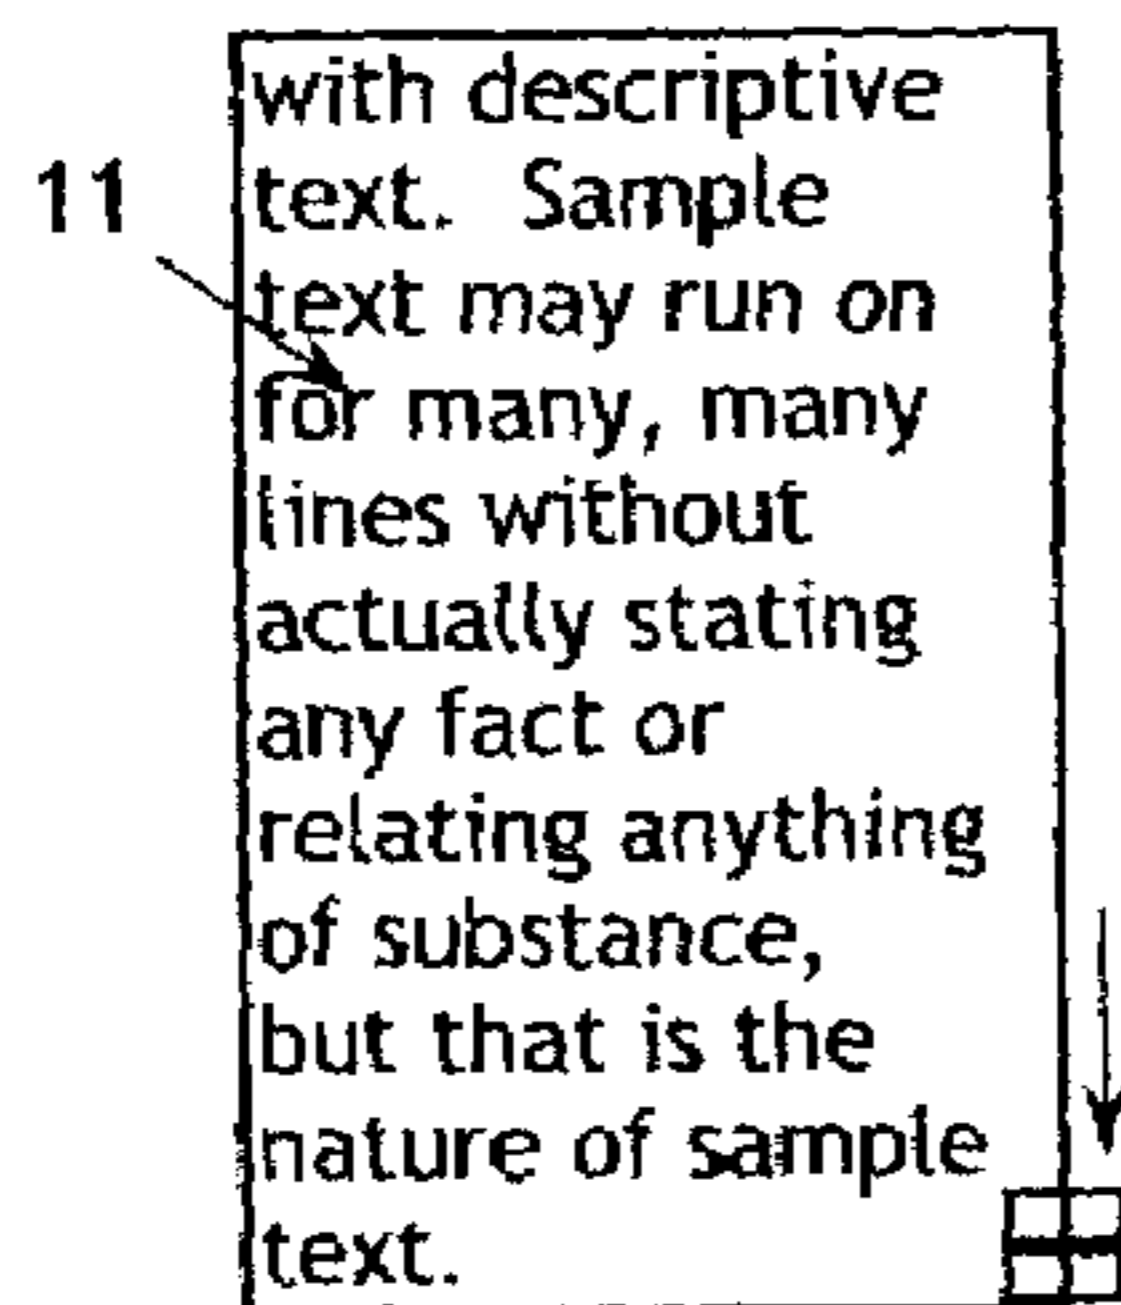 with descriptive
11
text.  Sample
text may run on
for many, many
lines without
actually stating
any fact or
relating anything
of substance,
but that is the
nature of sample
text.